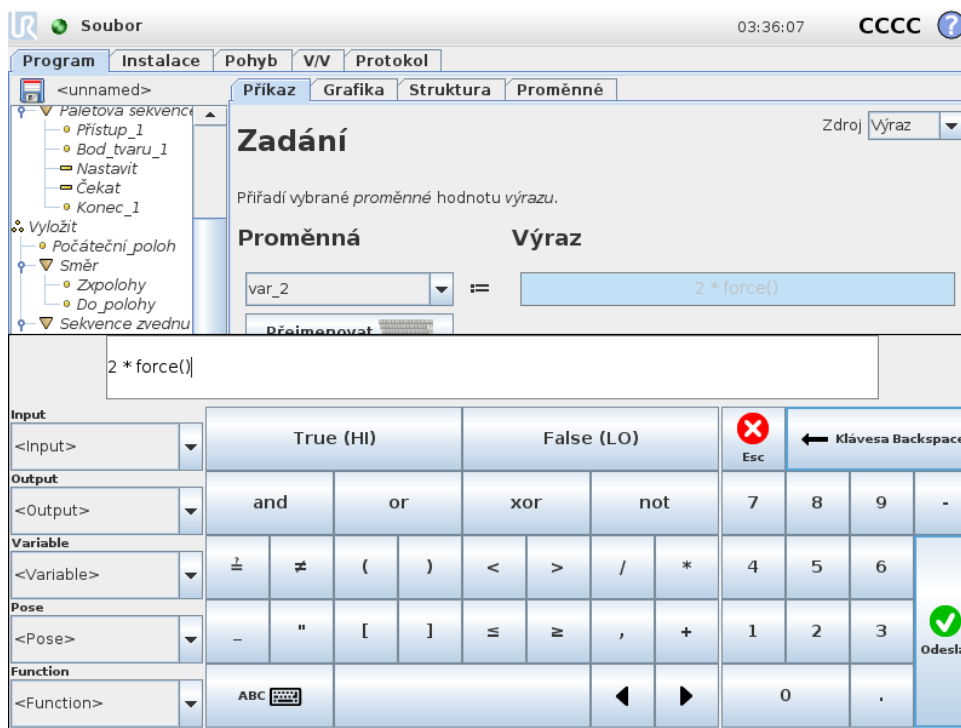 UR Soubor 03:36:07 CCCC ?
Program Instalace Pohyb V/V Protokol
<unnamed> Příkaz Grafika Struktura Proměnné
Paletová sekvence
Přístup_1
Bod_tvaru_1
Nastavit
Čekat
Konec_1
Vyložit
Počáteční_poloh
Směr
Zxpolohy
Do_polohy
Sekvence zvednu
Zadání
Zdroj Výraz
Přiřadí vybrané proměnné hodnotu výrazu.
Proměnná Výraz
var_2 := 2 * force()
Přejmenovat
2 * force()
Input
<Input> True (HI) False (LO) Esc Klávesa Backspace
Output
<Output> and or xor not 7 8 9 -
Variable
<Variable> ≟ ≠ ( ) < > / * 4 5 6
Pose
<Pose> _ " [ ] ≤ ≥ , + 1 2 3 Odesla
Function
<Function> ABC 0 .